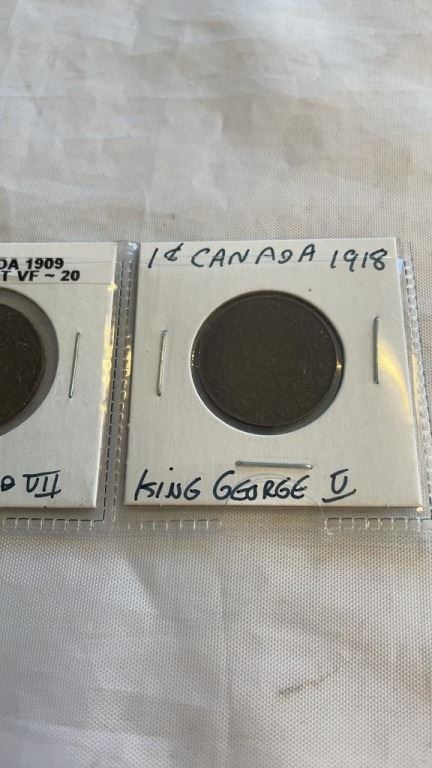 DA 1909
T VF ~ 20
D VII
1¢ CANADA 1918
KING GEORGE V